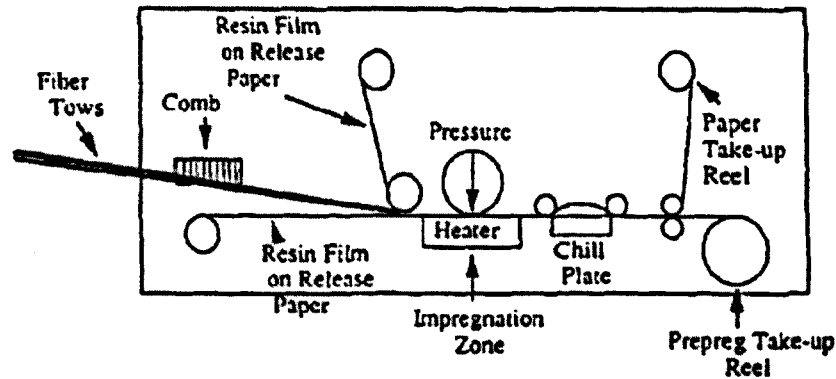 Resin Film
on Release
Paper
Fiber
Tows
Comb
Pressure
Paper
Take-up
Reel
Resin Film
on Release
Paper
Heater
Chill
Plate
Impregnation
Zone
Prepreg Take-up
Reel